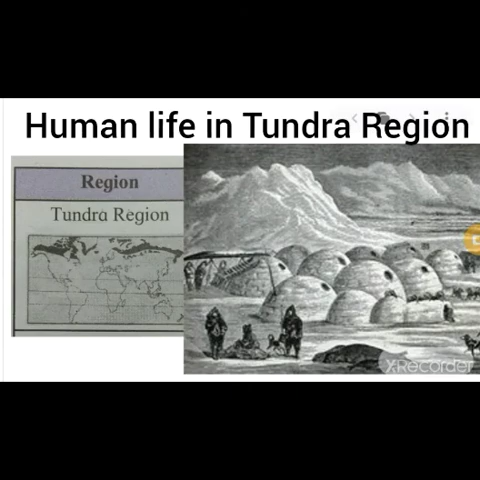 Human life in Tundra Region
Region
Tundra Region
XRecorder